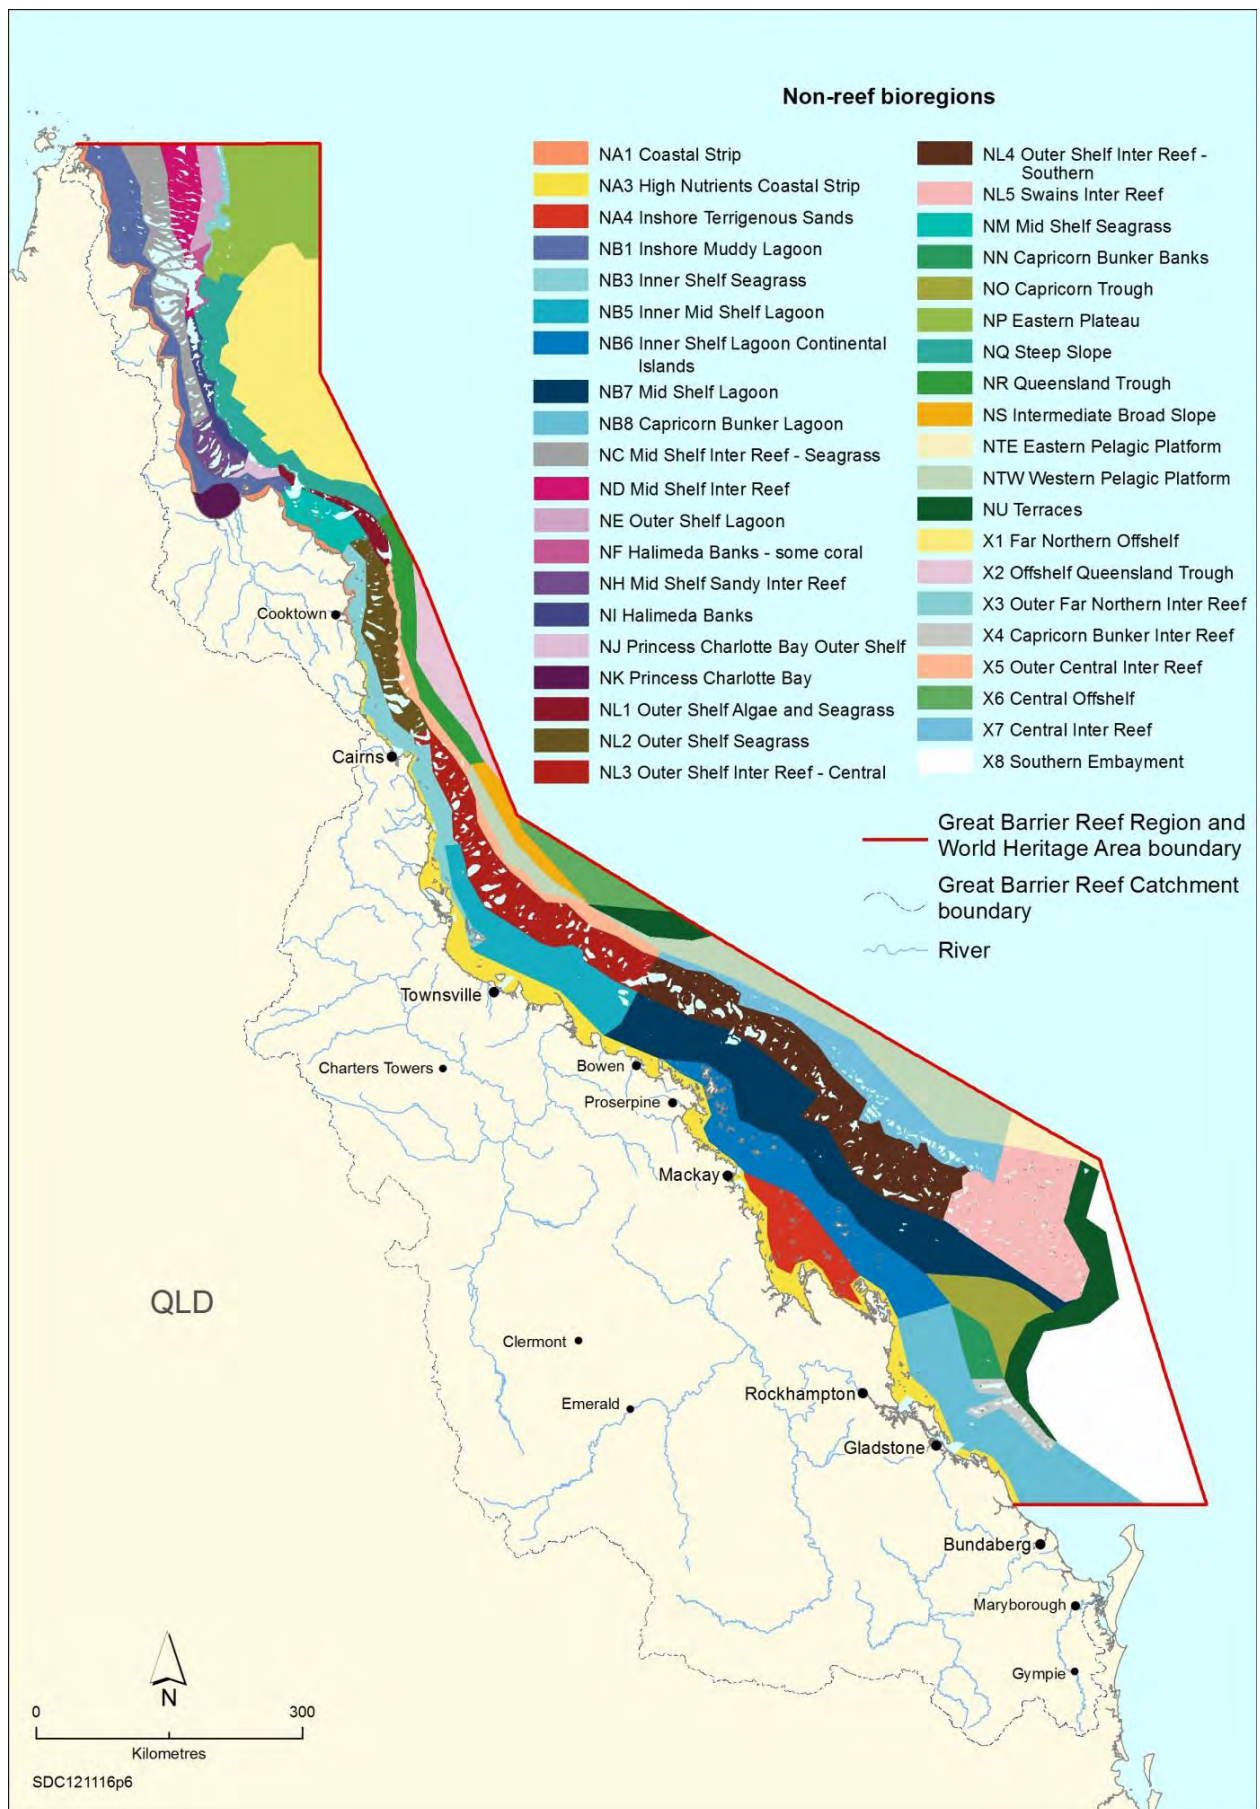 Non-reef bioregions
NA1 Coastal Strip
NA3 High Nutrients Coastal Strip
NA4 Inshore Terrigenous Sands
NB1 Inshore Muddy Lagoon
NB3 Inner Shelf Seagrass
NB5 Inner Mid Shelf Lagoon
NB6 Inner Shelf Lagoon Continental
Islands
NB7 Mid Shelf Lagoon
NB8 Capricorn Bunker Lagoon
NC Mid Shelf Inter Reef - Seagrass
ND Mid Shelf Inter Reef
NE Outer Shelf Lagoon
NF Halimeda Banks - some coral
NH Mid Shelf Sandy Inter Reef
NI Halimeda Banks
NJ Princess Charlotte Bay Outer Shelf
NK Princess Charlotte Bay
NL1 Outer Shelf Algae and Seagrass
NL2 Outer Shelf Seagrass
NL3 Outer Shelf Inter Reef - Central
NL4 Outer Shelf Inter Reef -
Southern
NL5 Swains Inter Reef
NM Mid Shelf Seagrass
NN Capricorn Bunker Banks
NO Capricorn Trough
NP Eastern Plateau
NQ Steep Slope
NR Queensland Trough
NS Intermediate Broad Slope
NTE Eastern Pelagic Platform
NTW Western Pelagic Platform
NU Terraces
X1 Far Northern Offshelf
X2 Offshelf Queensland Trough
X3 Outer Far Northern Inter Reef
X4 Capricorn Bunker Inter Reef
X5 Outer Central Inter Reef
X6 Central Offshelf
X7 Central Inter Reef
X8 Southern Embayment
Great Barrier Reef Region and
World Heritage Area boundary
Great Barrier Reef Catchment
boundary
River
Cooktown
Cairns
Townsville
Charters Towers
Bowen
Proserpine
Mackay
QLD
Clermont
Emerald
Rockhampton
Gladstone
Bundaberg
Maryborough
Gympie
N
0 300
Kilometres
SDC121116p6